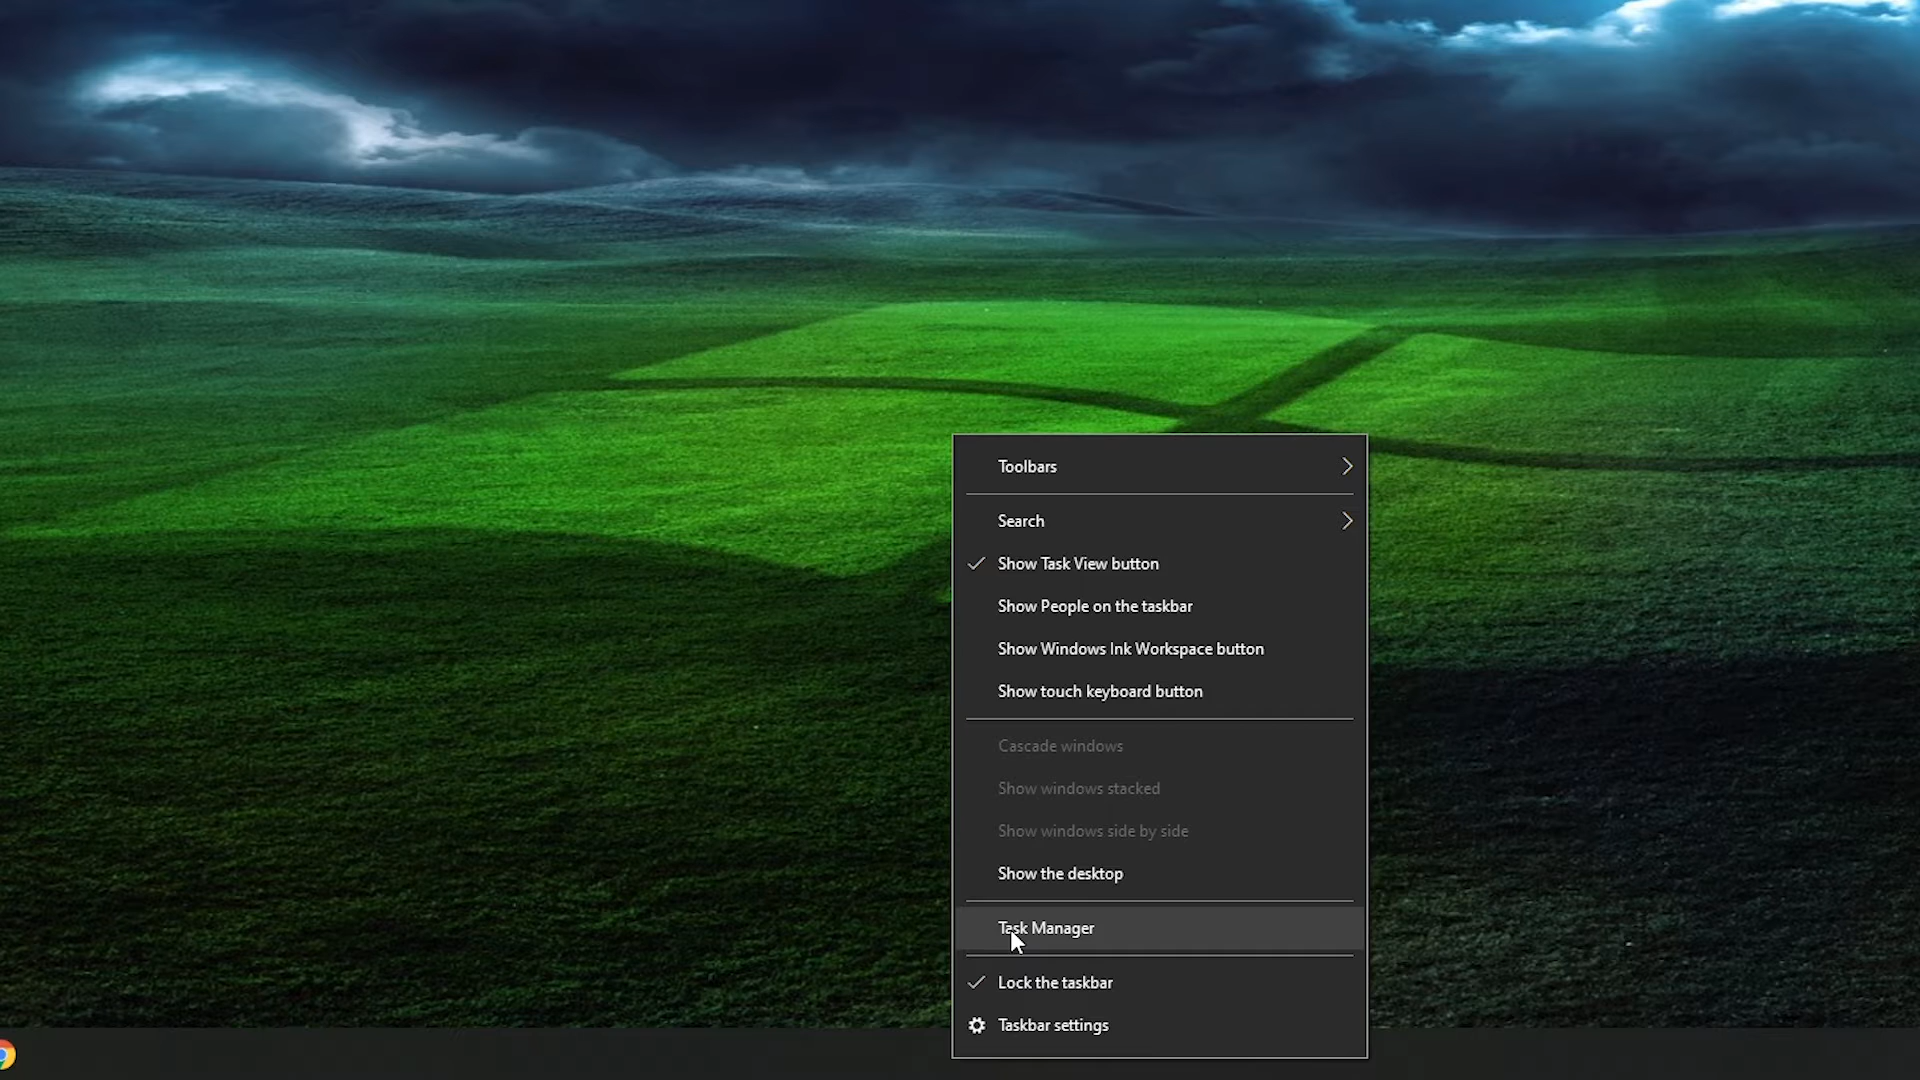 Toolbars
Search
Show Task View button
Show People on the taskbar
Show Windows Ink Workspace button
Show touch keyboard button
Cascade windows
Show windows stacked
Show windows side by side
Show the desktop
Task Manager
Lock the taskbar
Taskbar settings